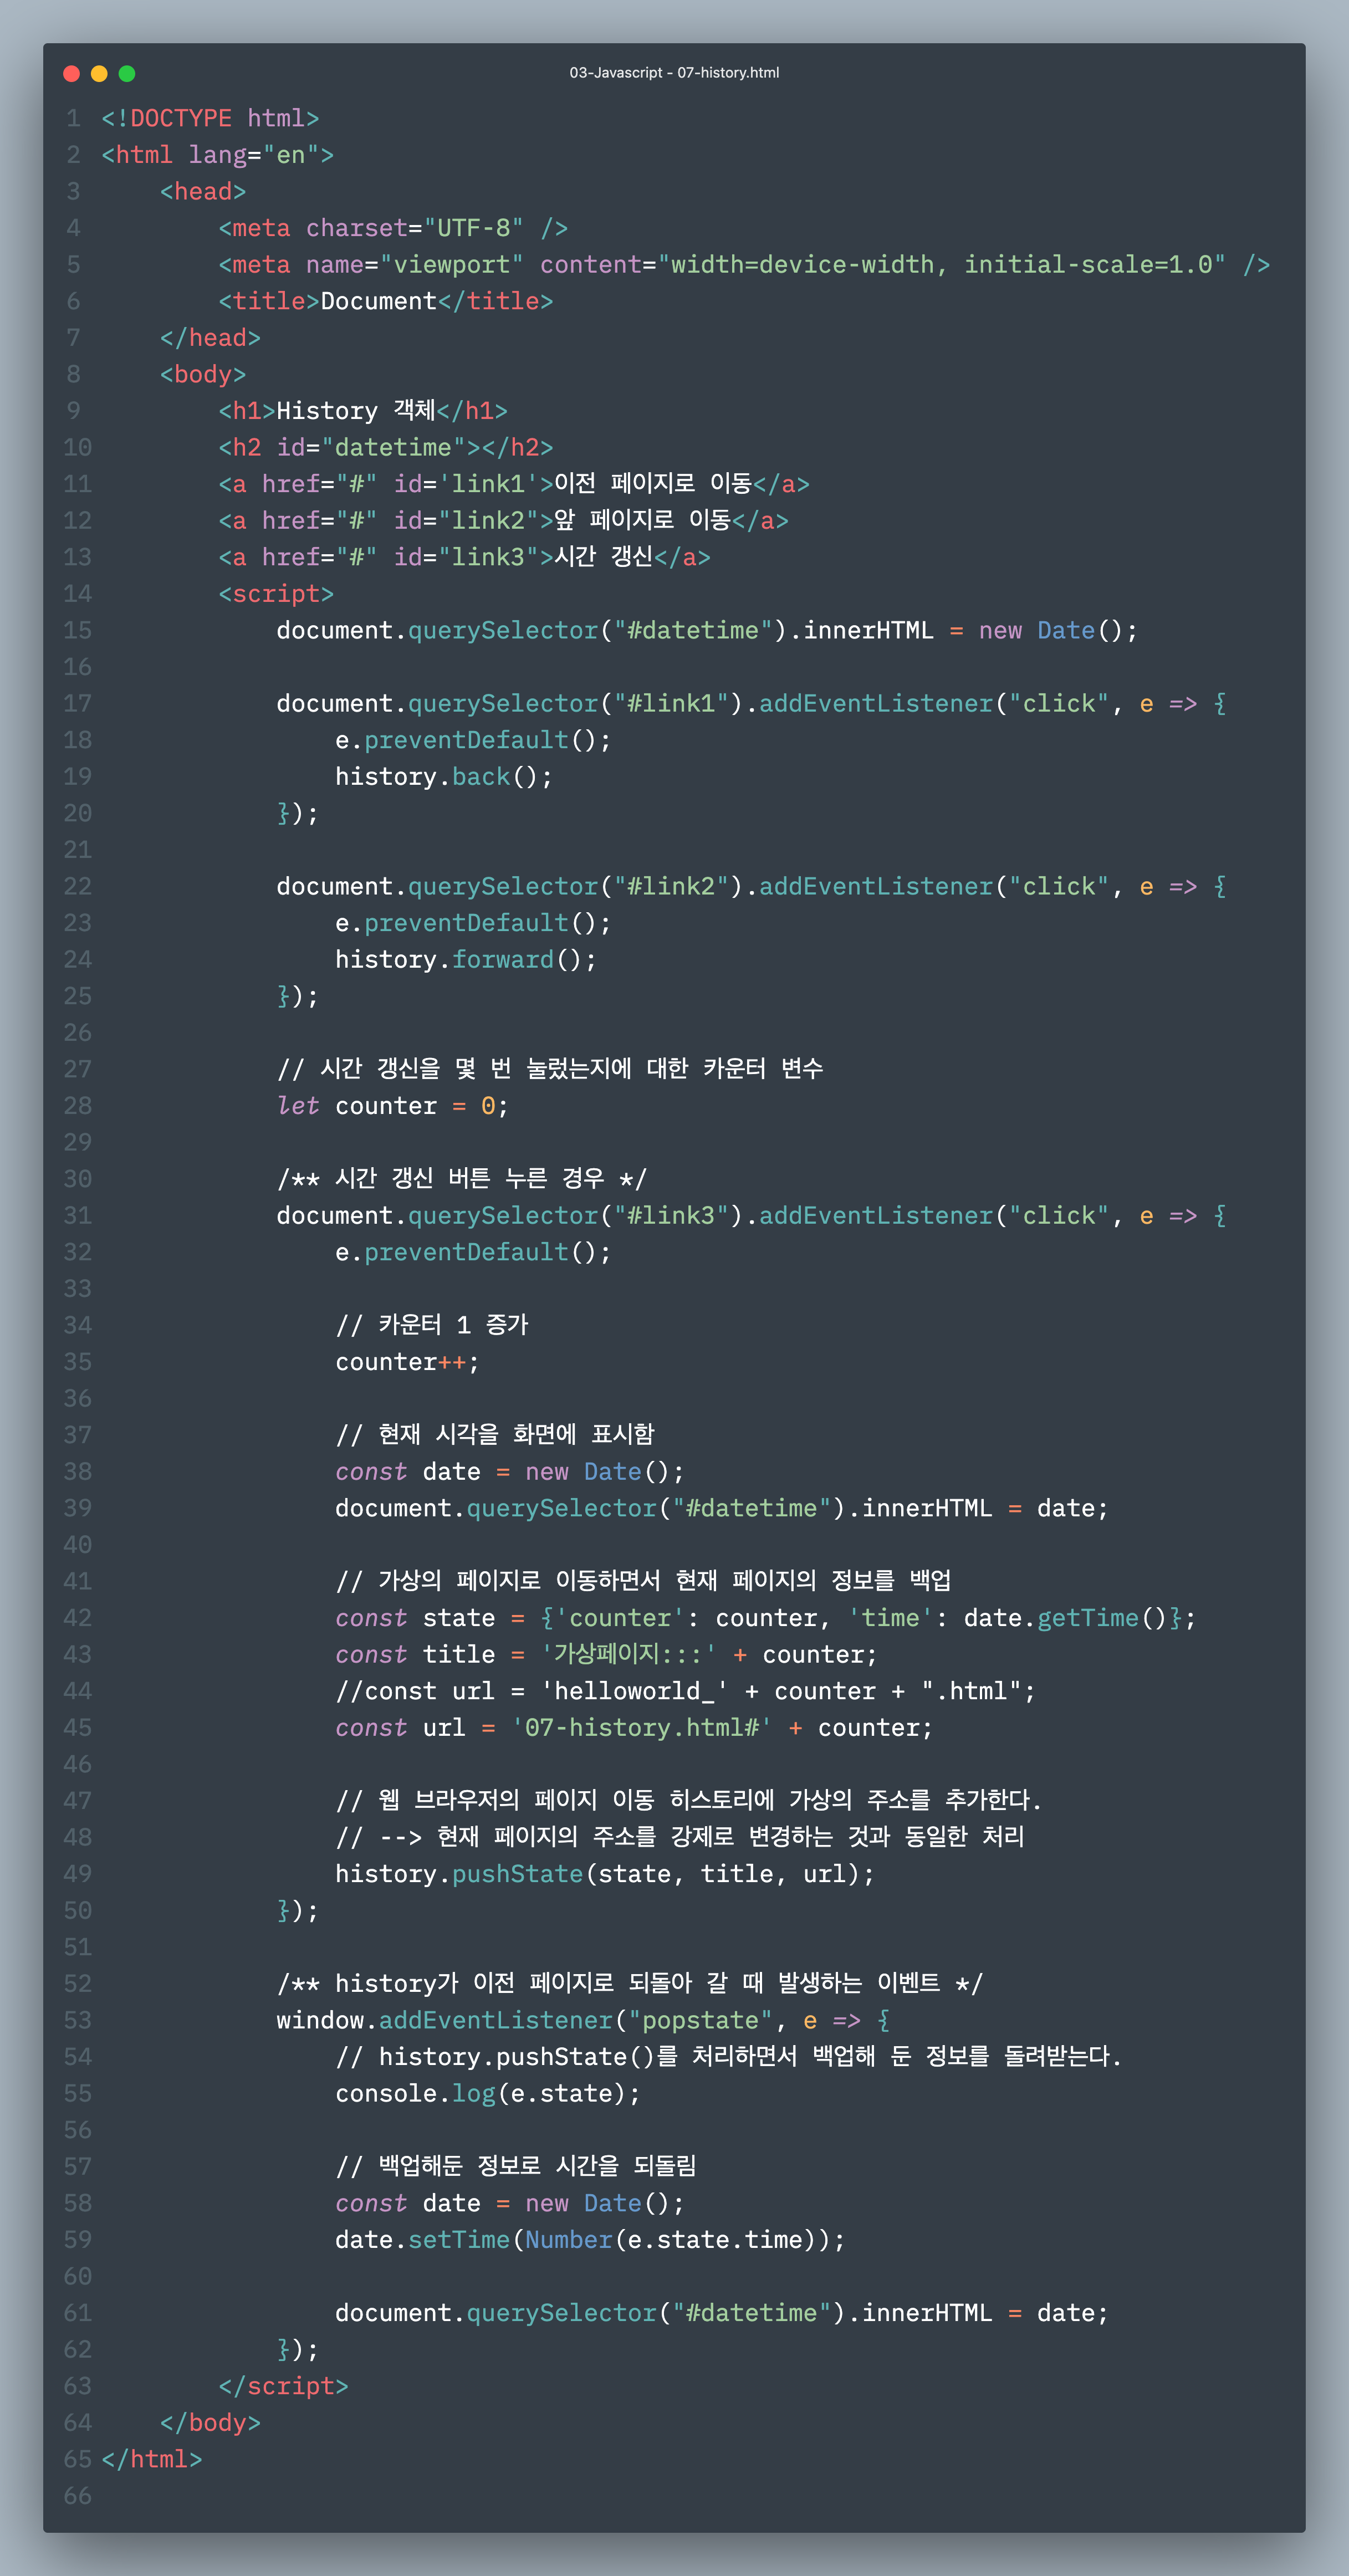 03-Javascript - 07-history.html
1 <!DOCTYPE html>
2 <html lang="en">
3     <head>
4         <meta charset="UTF-8" />
5         <meta name="viewport" content="width=device-width, initial-scale=1.0" />
6         <title>Document</title>
7     </head>
8     <body>
9         <h1>History 객체</h1>
10         <h2 id="datetime"></h2>
11         <a href="#" id='link1'>이전 페이지로 이동</a>
12         <a href="#" id="link2">앞 페이지로 이동</a>
13         <a href="#" id="link3">시간 갱신</a>
14         <script>
15             document.querySelector("#datetime").innerHTML = new Date();
16
17             document.querySelector("#link1").addEventListener("click", e => {
18                 e.preventDefault();
19                 history.back();
20             });
21
22             document.querySelector("#link2").addEventListener("click", e => {
23                 e.preventDefault();
24                 history.forward();
25             });
26
27             // 시간 갱신을 몇 번 눌렀는지에 대한 카운터 변수
28             let counter = 0;
29
30             /** 시간 갱신 버튼 누른 경우 */
31             document.querySelector("#link3").addEventListener("click", e => {
32                 e.preventDefault();
33
34                 // 카운터 1 증가
35                 counter++;
36
37                 // 현재 시각을 화면에 표시함
38                 const date = new Date();
39                 document.querySelector("#datetime").innerHTML = date;
40
41                 // 가상의 페이지로 이동하면서 현재 페이지의 정보를 백업
42                 const state = {'counter': counter, 'time': date.getTime()};
43                 const title = '가상페이지:::' + counter;
44                 //const url = 'helloworld_' + counter + ".html";
45                 const url = '07-history.html#' + counter;
46
47                 // 웹 브라우저의 페이지 이동 히스토리에 가상의 주소를 추가한다.
48                 // --> 현재 페이지의 주소를 강제로 변경하는 것과 동일한 처리
49                 history.pushState(state, title, url);
50             });
51
52             /** history가 이전 페이지로 되돌아 갈 때 발생하는 이벤트 */
53             window.addEventListener("popstate", e => {
54                 // history.pushState()를 처리하면서 백업해 둔 정보를 돌려받는다.
55                 console.log(e.state);
56
57                 // 백업해둔 정보로 시간을 되돌림
58                 const date = new Date();
59                 date.setTime(Number(e.state.time));
60
61                 document.querySelector("#datetime").innerHTML = date;
62             });
63         </script>
64     </body>
65 </html>
66